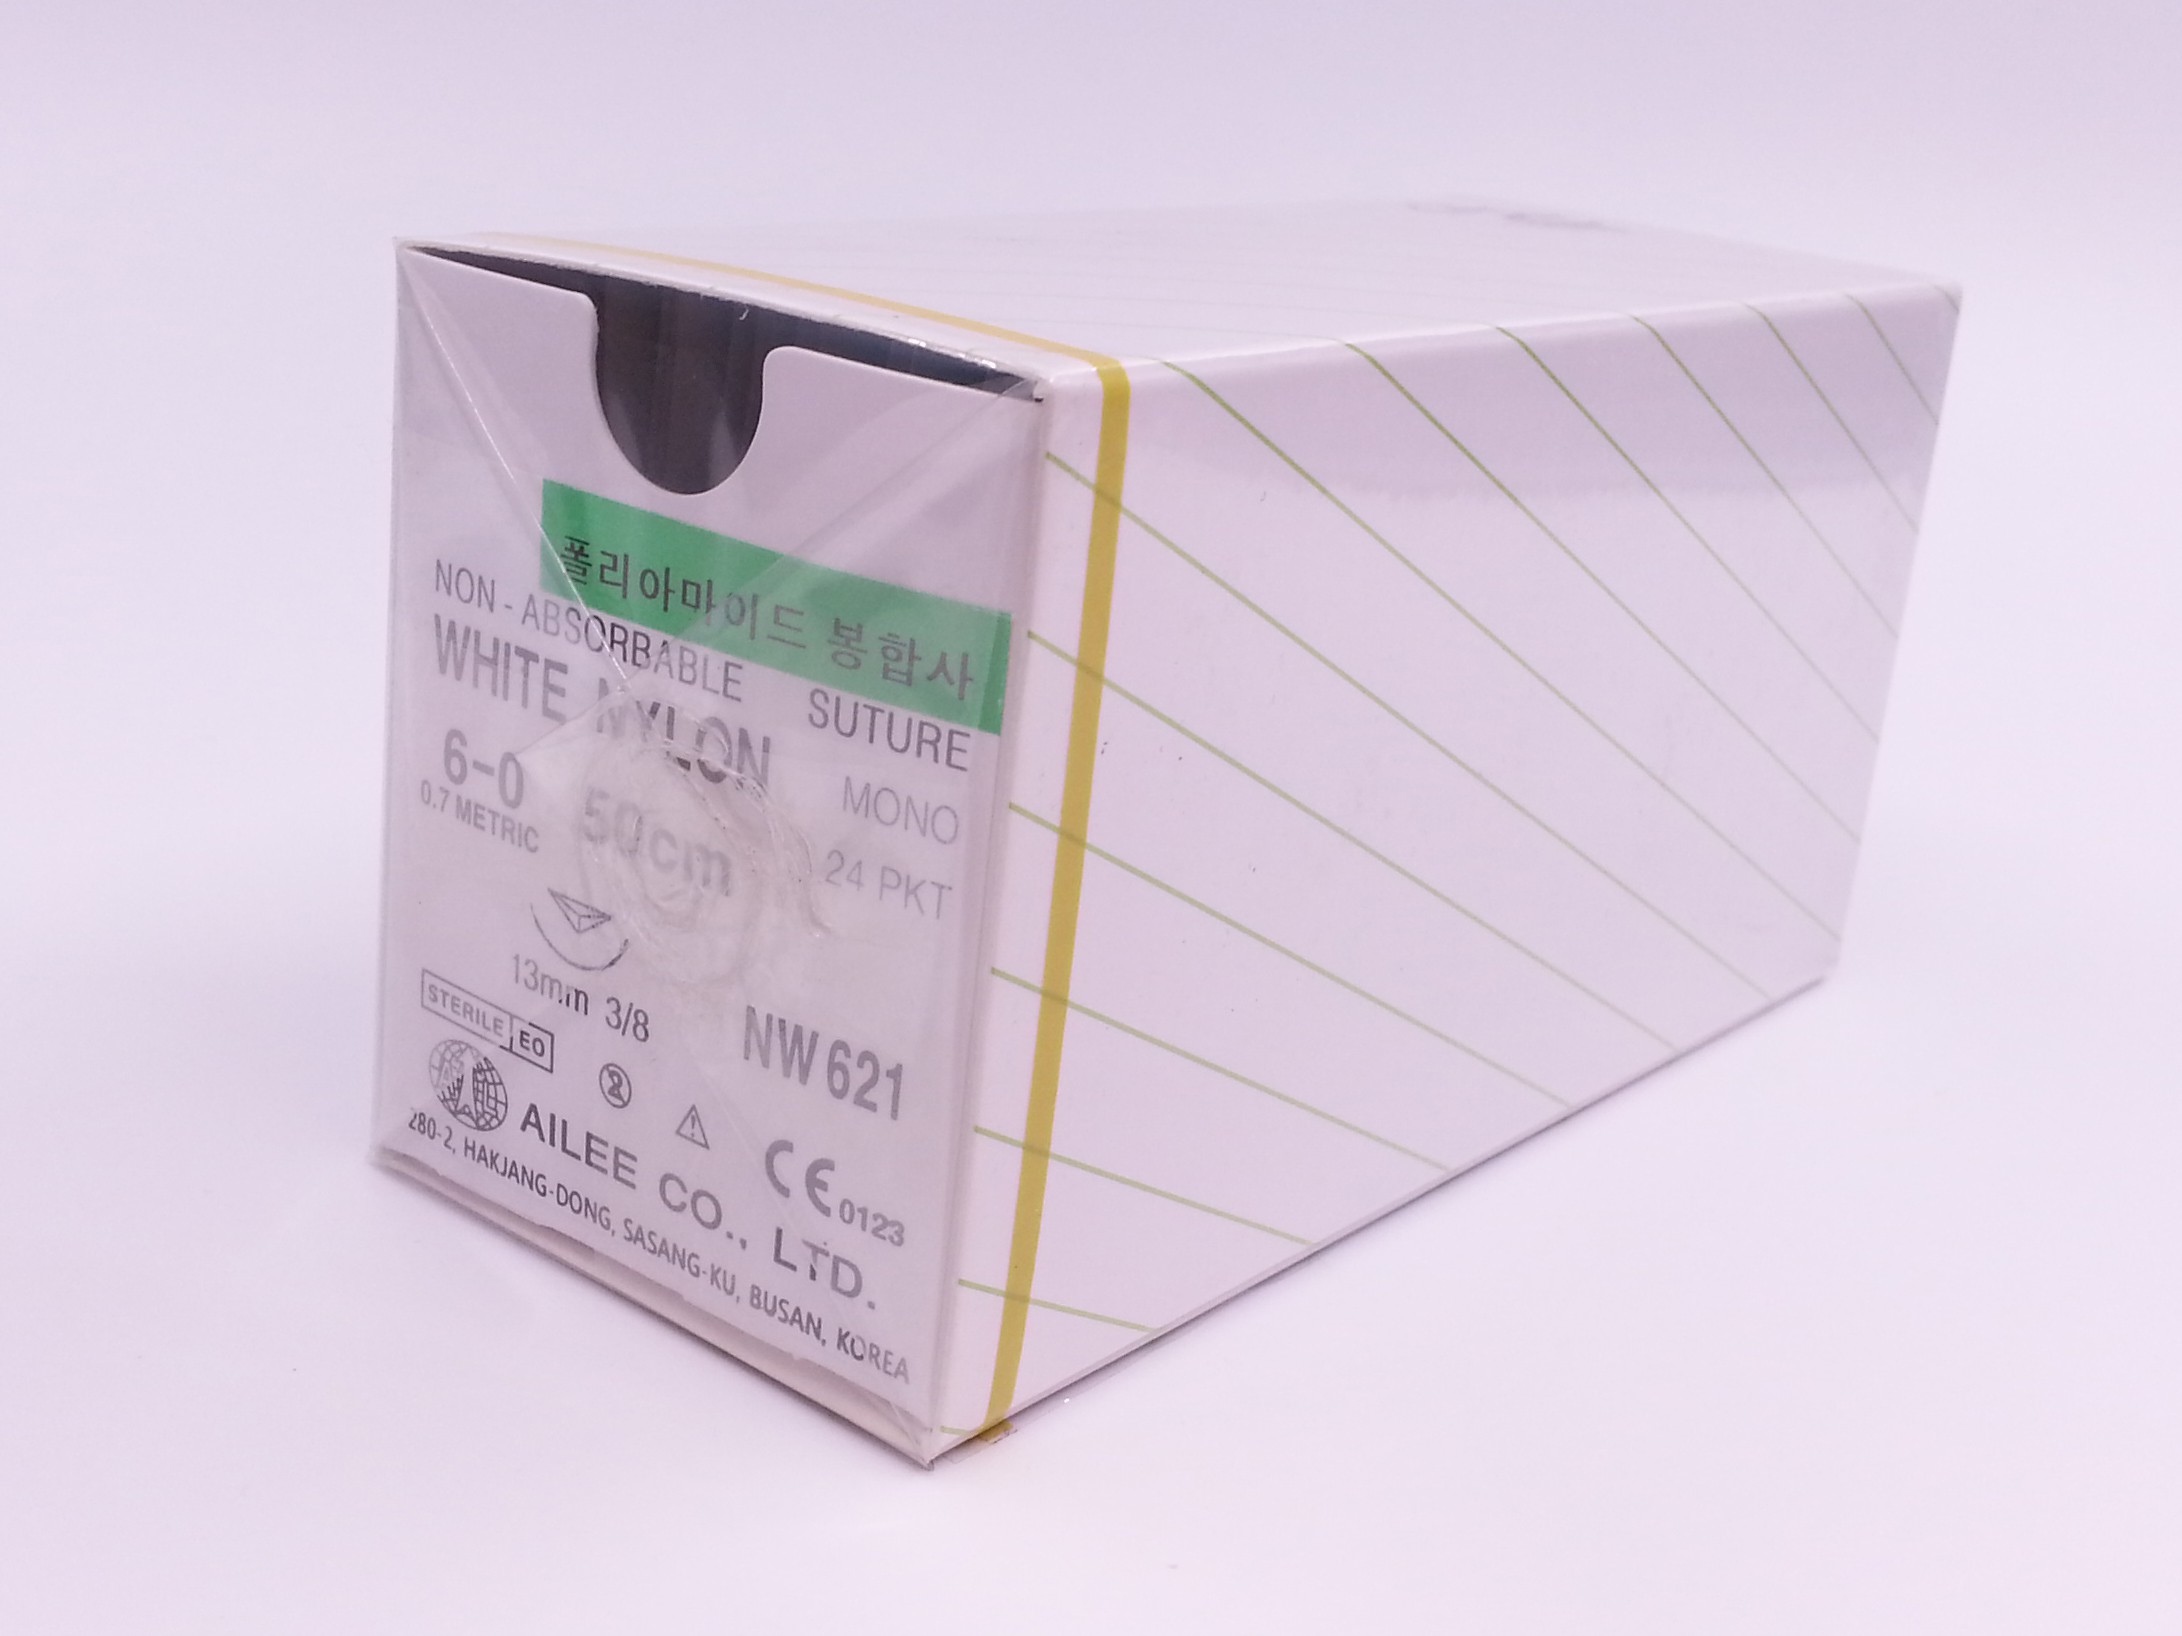 폴리아마이드 봉합사
NON-ABSORBABLE SUTURE
WHITE NYLON MONO
6-0 50cm 24 PKT
0.7 METRIC
13mm 3/8
NW 621
STERILE EO
2
AILEE CO., LTD.
CE 0123
280-2, HAKJANG-DONG, SASANG-KU, BUSAN, KOREA